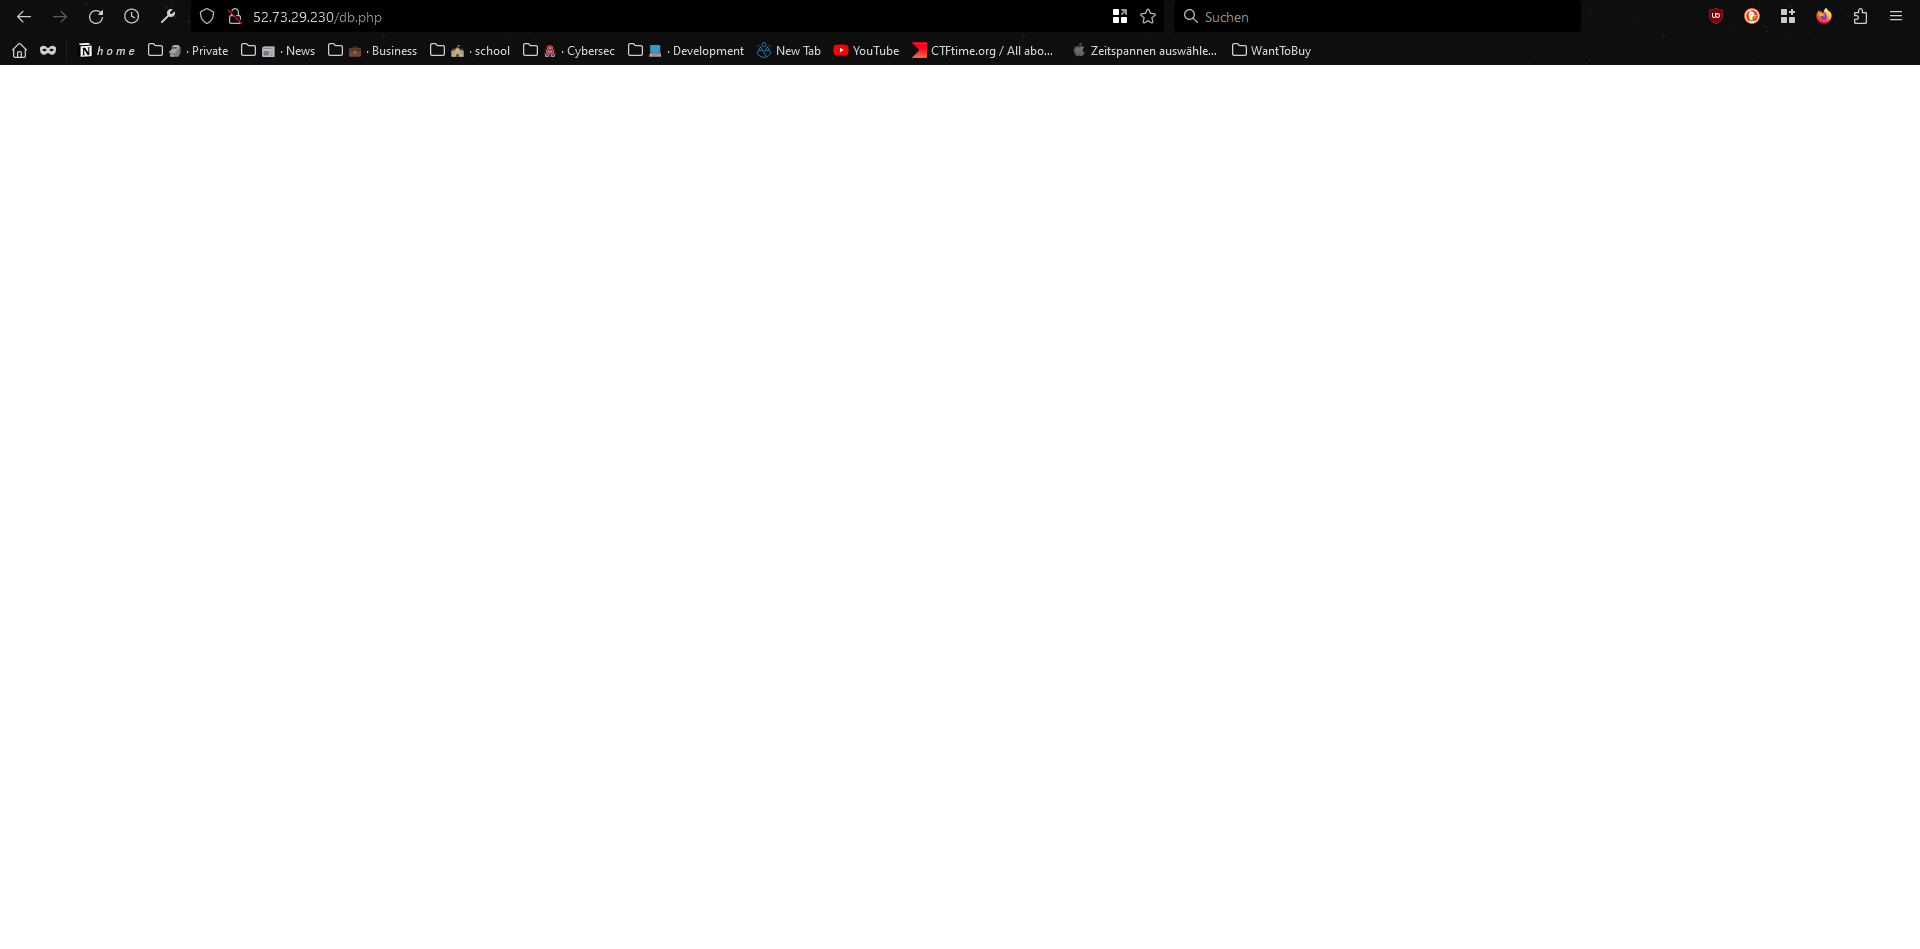 52.73.29.230/db.php
Suchen
h o m e · Private · News · Business · school · Cybersec · Development New Tab YouTube CTFtime.org / All abo... Zeitspannen auswähle... WantToBuy